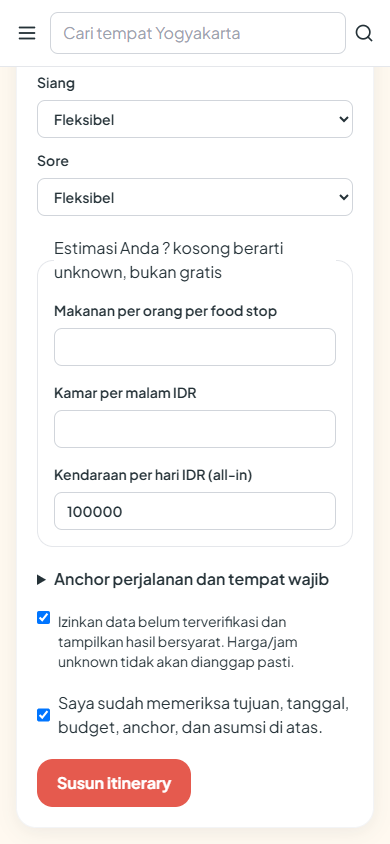 Cari tempat Yogyakarta
Siang
Fleksibel
Sore
Fleksibel
Estimasi Anda ? kosong berarti
unknown, bukan gratis
Makanan per orang per food stop
Kamar per malam IDR
Kendaraan per hari IDR (all-in)
100000
Anchor perjalanan dan tempat wajib
Izinkan data belum terverifikasi dan
tampilkan hasil bersyarat. Harga/jam
unknown tidak akan dianggap pasti.
Saya sudah memeriksa tujuan, tanggal,
budget, anchor, dan asumsi di atas.
Susun itinerary